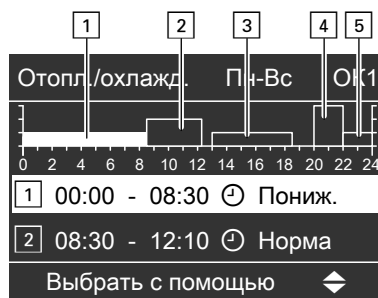 1 2 3 4 5
Отопл./охлажд. Пн-Вс ОК1
0 2 4 6 8 10 12 14 16 18 20 22 24
1 00:00 - 08:30 Пониж.
2 08:30 - 12:10 Норма
Выбрать с помощью